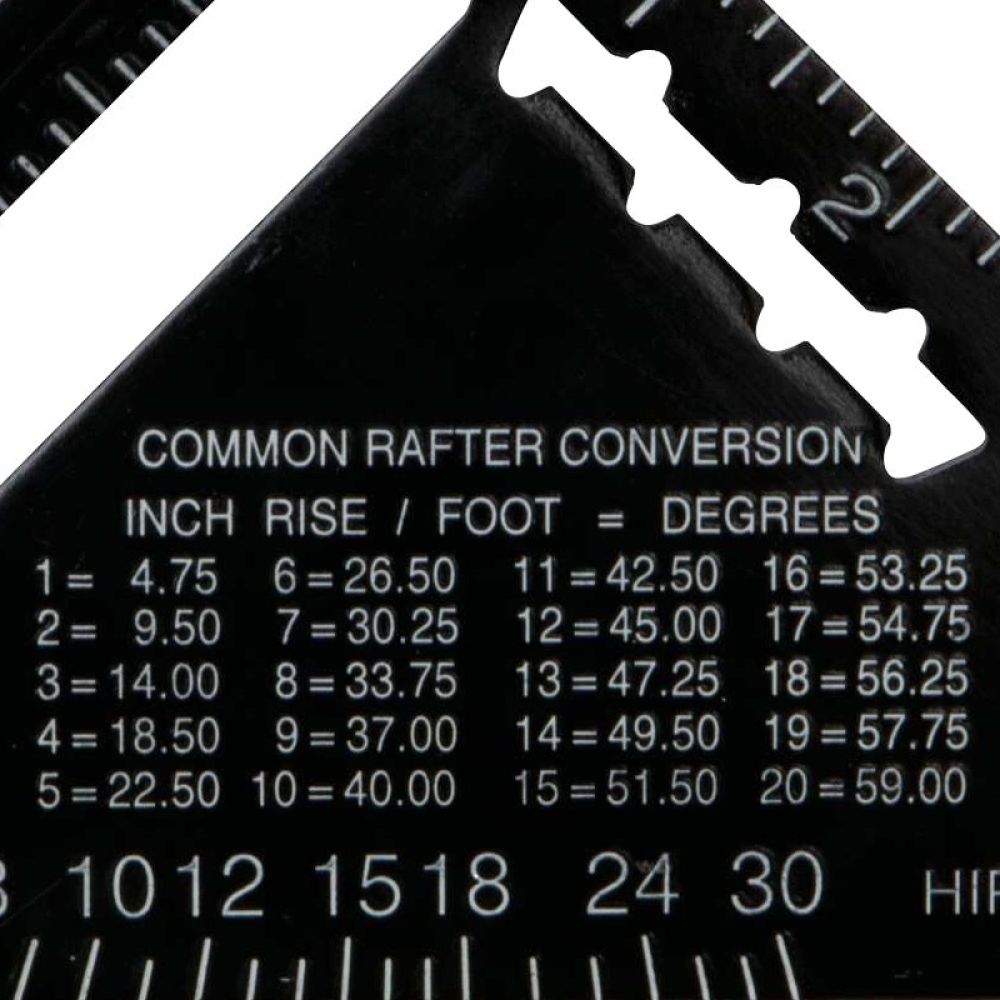 2
COMMON RAFTER CONVERSION
INCH RISE / FOOT = DEGREES
1= 4.75 6=26.50 11=42.50 16=53.25
2= 9.50 7=30.25 12=45.00 17=54.75
3=14.00 8=33.75 13=47.25 18=56.25
4=18.50 9=37.00 14=49.50 19=57.75
5=22.50 10=40.00 15=51.50 20=59.00
10 12 15 18 24 30